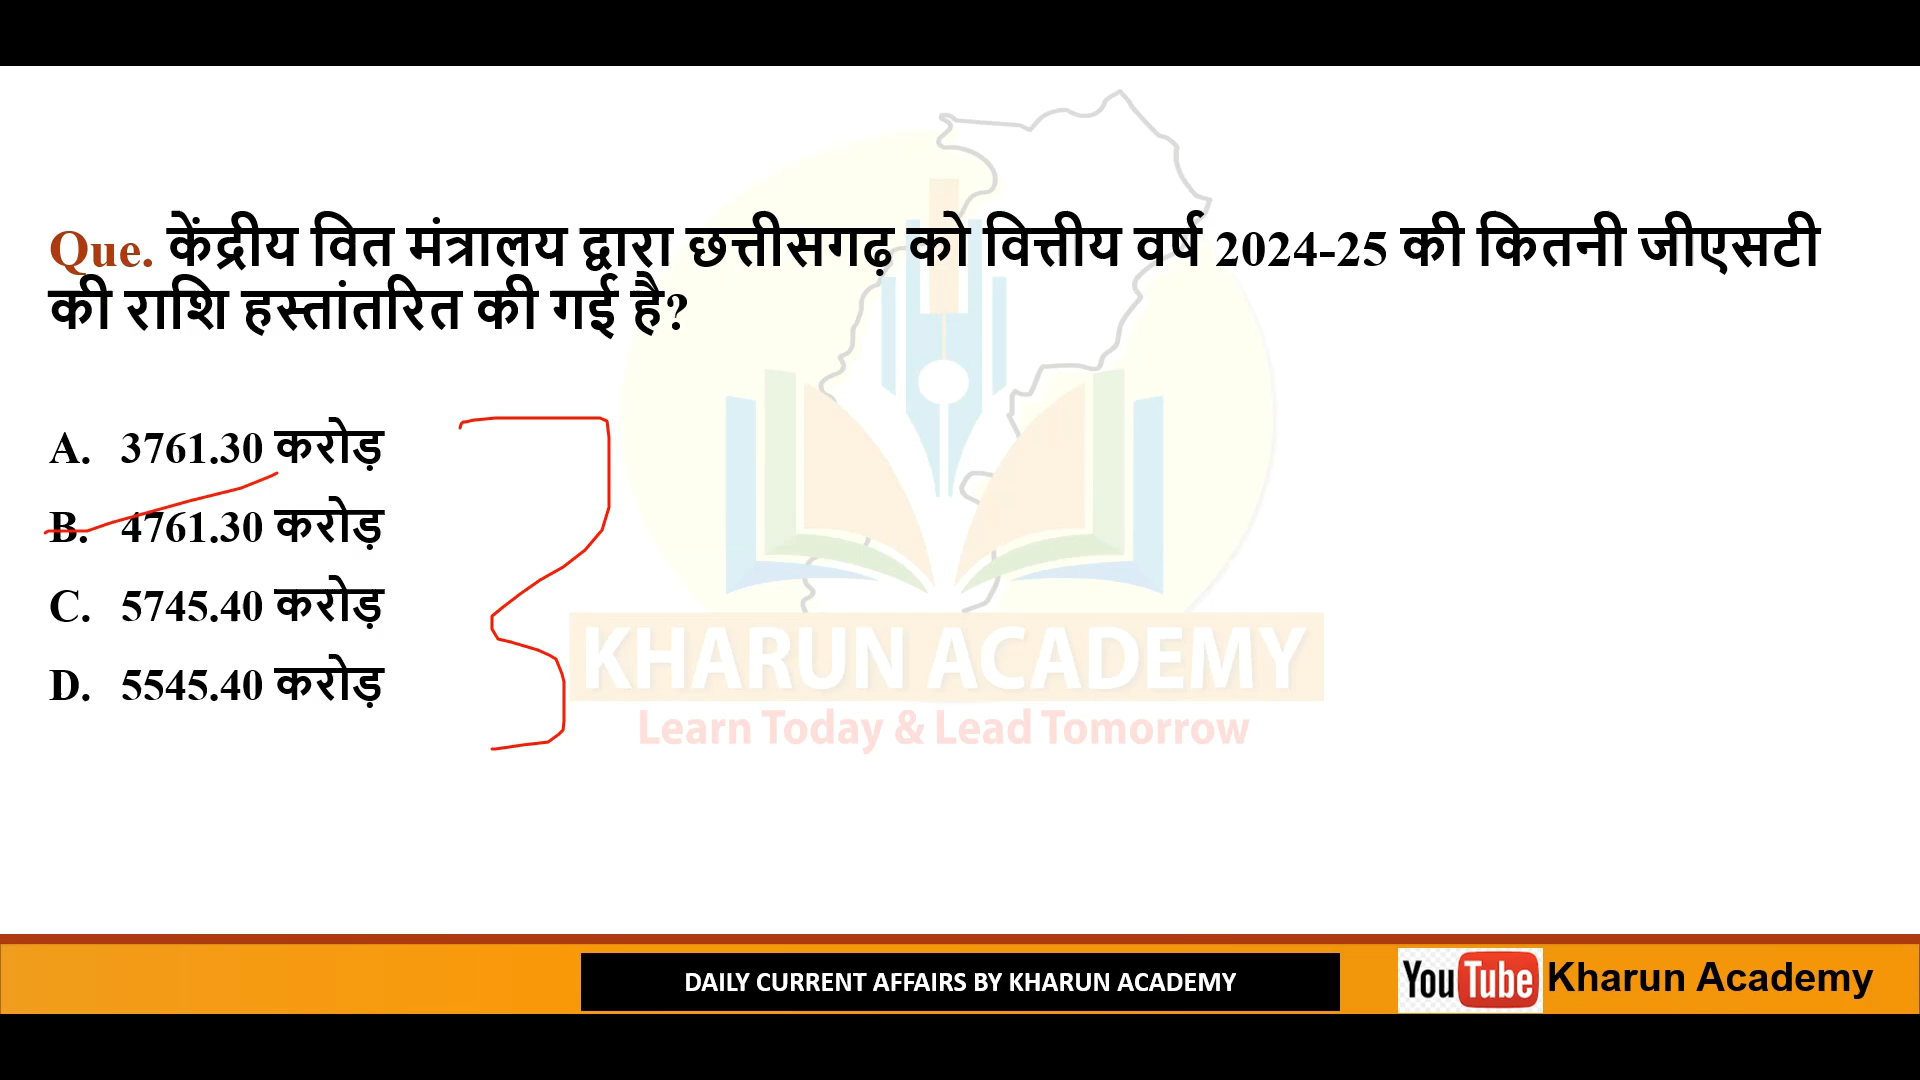 Que. केंद्रीय वित मंत्रालय द्वारा छत्तीसगढ़ को वित्तीय वर्ष 2024-25 की कितनी जीएसटी
की राशि हस्तांतरित की गई है?
A. 3761.30 करोड़
B. 4761.30 करोड़
C. 5745.40 करोड़
D. 5545.40 करोड़
KHARUN ACADEMY
Learn Today & Lead Tomorrow
DAILY CURRENT AFFAIRS BY KHARUN ACADEMY
YouTube Kharun Academy